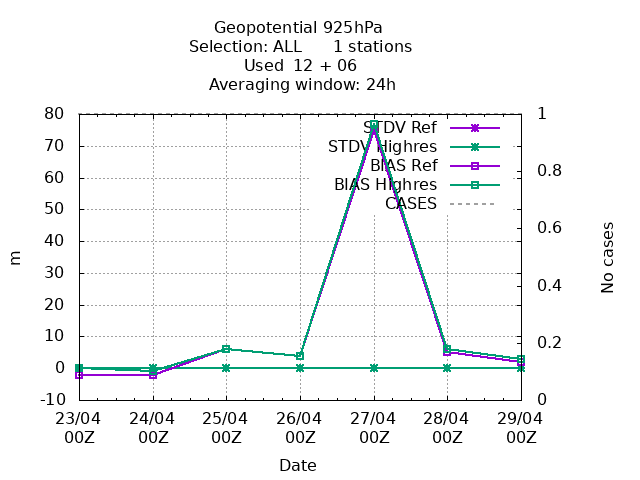 Geopotential 925hPa
Selection: ALL      1 stations
Used  12 + 06
Averaging window: 24h
80
70
60
50
40
30
20
10
0
-10
m
1
0.8
0.6
0.4
0.2
0
No cases
STDV Ref
STDV Highres
BIAS Ref
BIAS Highres
CASES
23/04 24/04 25/04 26/04 27/04 28/04 29/04
00Z 00Z 00Z 00Z 00Z 00Z 00Z
Date